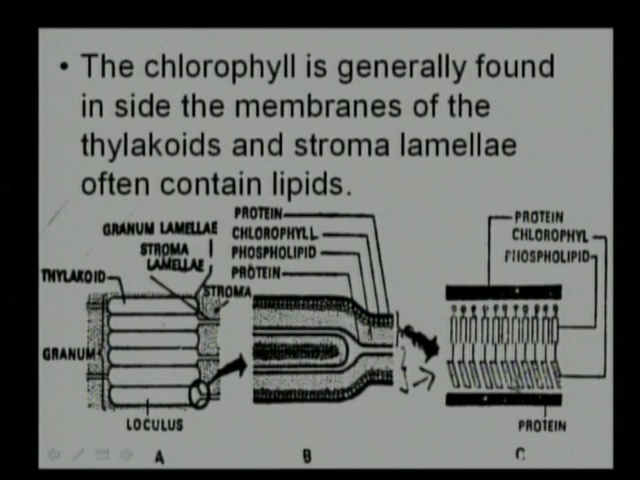 • The chlorophyll is generally found
in side the membranes of the
thylakoids and stroma lamellae
often contain lipids.
GRANUM LAMELLAE
STROMA
LAMELLAE
THYLAKOID
STROMA
GRANUM
LOCULUS
A
PROTEIN
CHLOROPHYLL
PHOSPHOLIPID
PROTEIN
B
PROTEIN
CHLOROPHYL
PHOSPHOLIPID
PROTEIN
C